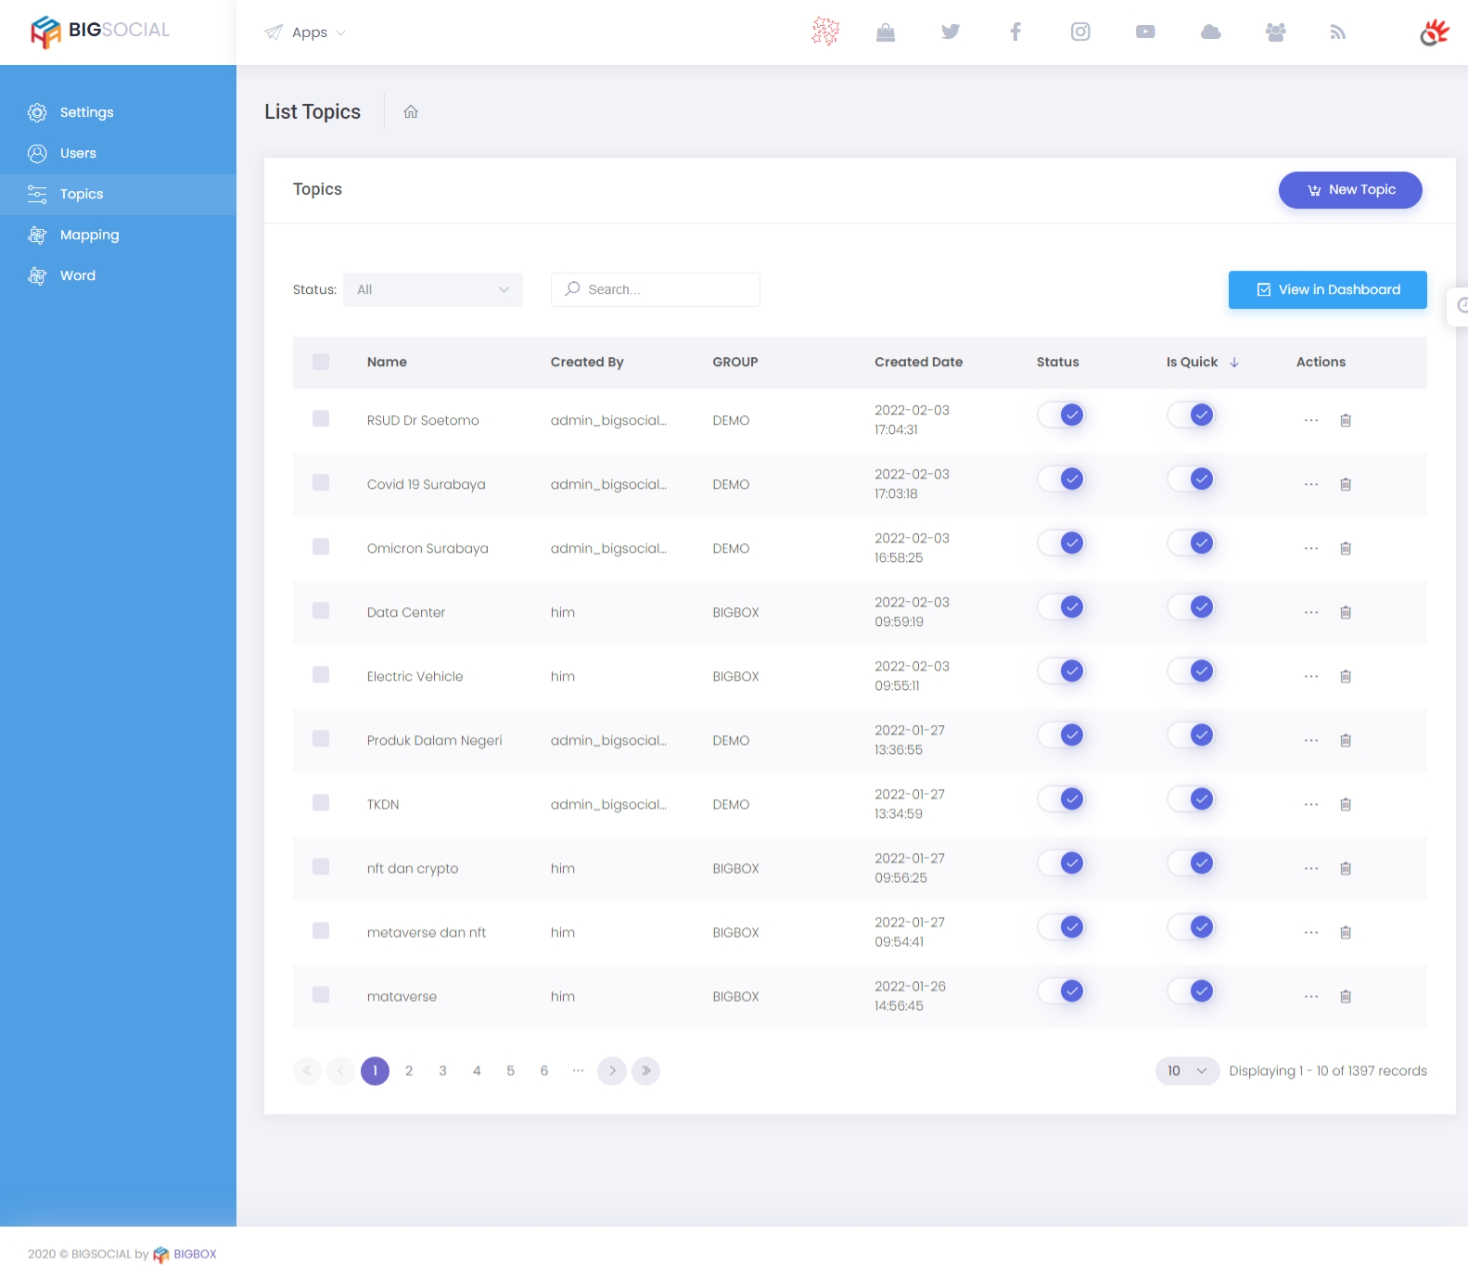 BIGSOCIAL
Apps
Settings
Users
Topics
Mapping
Word
List Topics
Topics
New Topic
Status: All
Search...
View in Dashboard
Name Created By GROUP Created Date Status Is Quick ↓ Actions
RSUD Dr Soetomo admin_bigsocial... DEMO 2022-02-03
17:04:31
Covid 19 Surabaya admin_bigsocial... DEMO 2022-02-03
17:03:18
Omicron Surabaya admin_bigsocial... DEMO 2022-02-03
16:58:25
Data Center him BIGBOX 2022-02-03
09:59:19
Electric Vehicle him BIGBOX 2022-02-03
09:55:11
Produk Dalam Negeri admin_bigsocial... DEMO 2022-01-27
13:36:55
TKDN admin_bigsocial... DEMO 2022-01-27
13:34:59
nft dan crypto him BIGBOX 2022-01-27
09:56:25
metaverse dan nft him BIGBOX 2022-01-27
09:54:41
mataverse him BIGBOX 2022-01-26
14:56:45
1 2 3 4 5 6 ... 10 Displaying 1 - 10 of 1397 records
2020 © BIGSOCIAL by BIGBOX